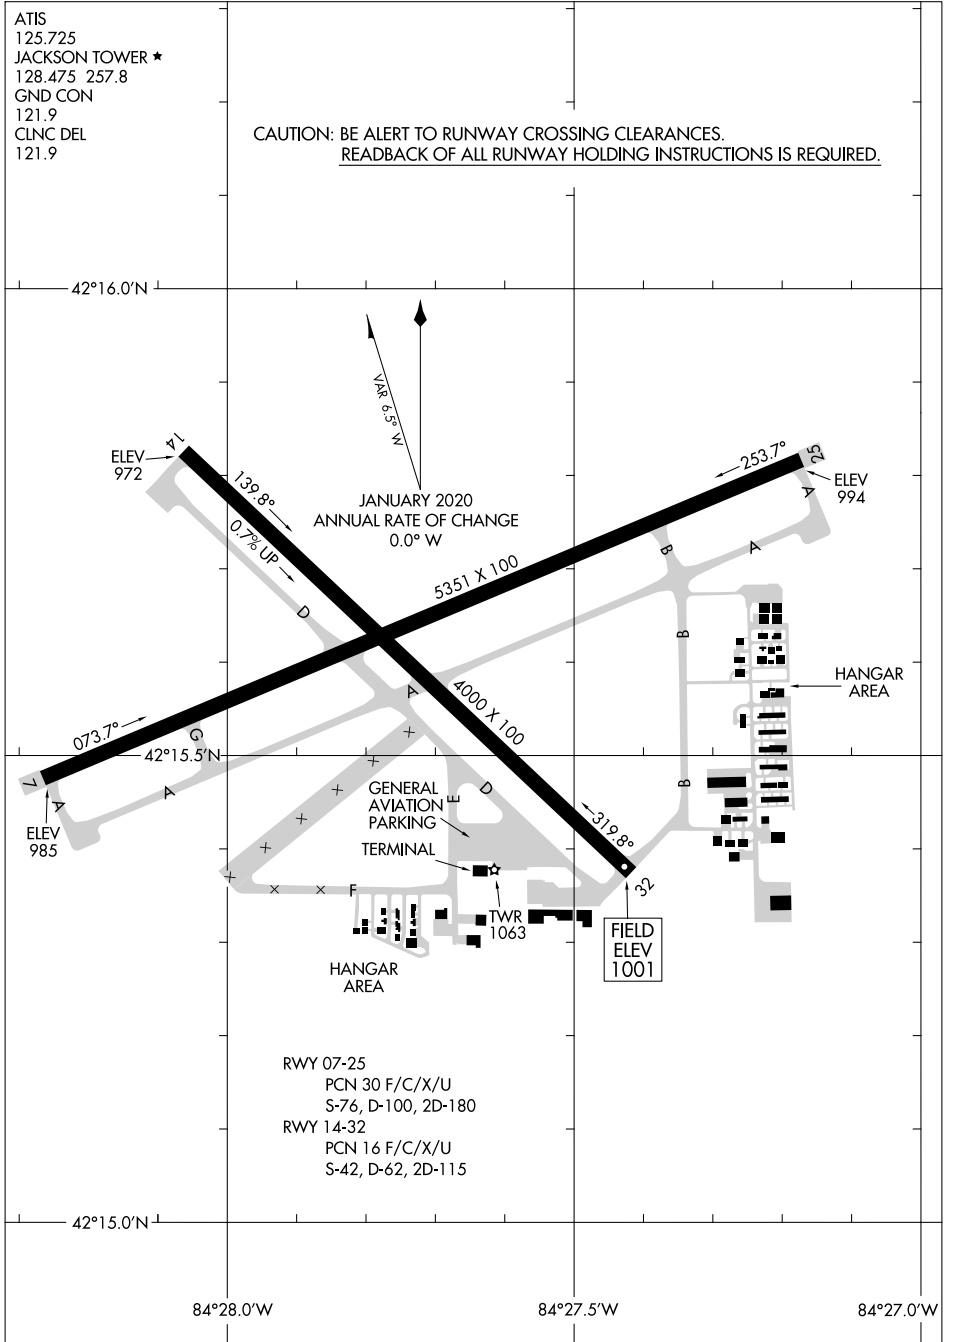 ATIS
125.725
JACKSON TOWER ★
128.475 257.8
GND CON
121.9
CLNC DEL
121.9
CAUTION: BE ALERT TO RUNWAY CROSSING CLEARANCES.
READBACK OF ALL RUNWAY HOLDING INSTRUCTIONS IS REQUIRED.
42°16.0'N
VAR 6.5° W
JANUARY 2020
ANNUAL RATE OF CHANGE
0.0° W
14
ELEV
972
139.8°
0.7% UP
253.7°
25
ELEV
994
A
A
B
5351 X 100
D
B
A
4000 X 100
HANGAR
AREA
073.7°
G
42°15.5'N
7
A
A
ELEV
985
GENERAL
AVIATION
PARKING
E
D
B
TERMINAL
319.8°
32
F
TWR
1063
FIELD
ELEV
1001
HANGAR
AREA
RWY 07-25
PCN 30 F/C/X/U
S-76, D-100, 2D-180
RWY 14-32
PCN 16 F/C/X/U
S-42, D-62, 2D-115
42°15.0'N
84°28.0'W
84°27.5'W
84°27.0'W